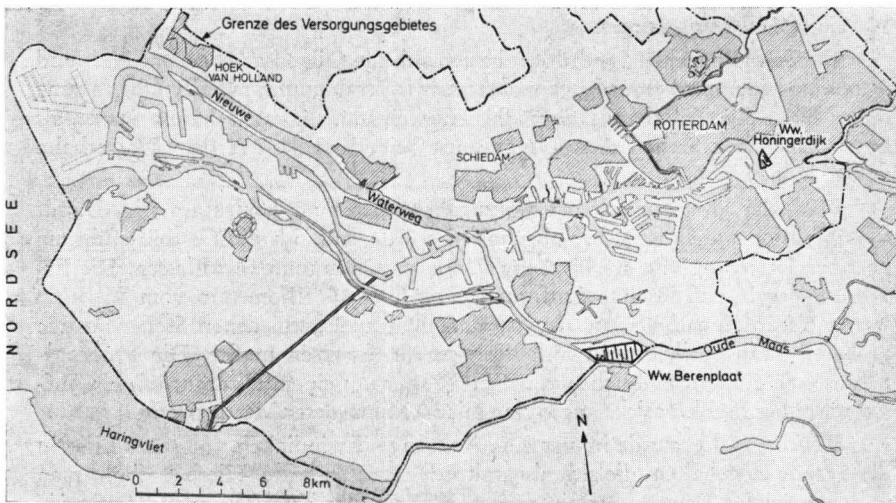 Grenze des Versorgungsgebietes
HOEK
VAN HOLLAND
Nieuwe
Waterweg
SCHIEDAM
ROTTERDAM
Ww.
Honingerdijk
NORDSEE
Oude Maas
Ww. Berenplaat
Haringvliet
N
0 2 4 6 8km